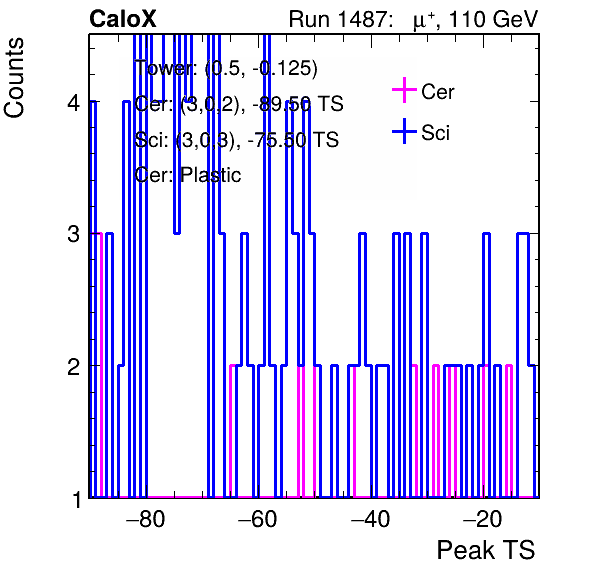 CaloX Run 1487: μ⁺, 110 GeV
Counts
Tower: (0.5, -0.125)
Cer: (3,0,2), -89.50 TS
Sci: (3,0,3), -75.50 TS
Cer: Plastic
Cer
Sci
4
3
2
1
−80 −60 −40 −20
Peak TS